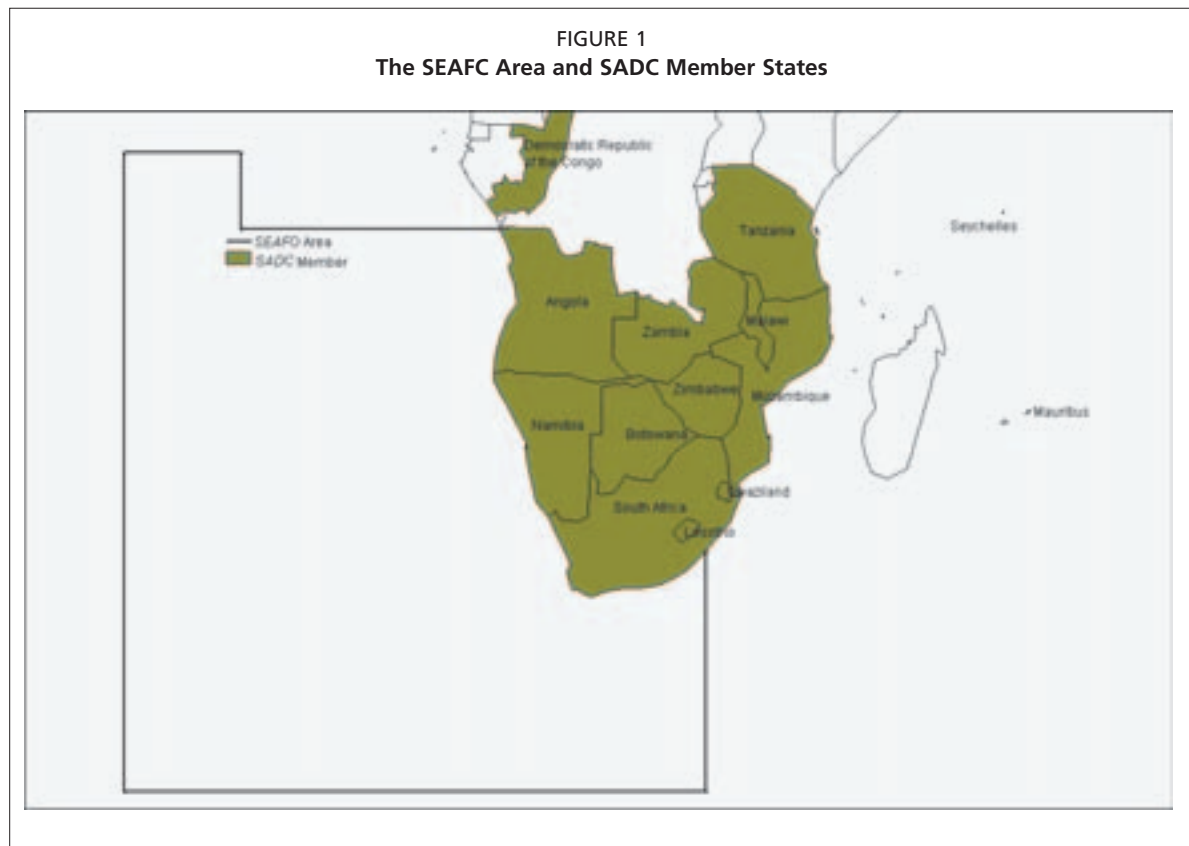 FIGURE 1
The SEAFC Area and SADC Member States
Democratic Republic
of the Congo
SEAFO Area
SADC Member
Tanzania
Seychelles
Angola
Malawi
Zambia
Zimbabwe
Mozambique
Mauritius
Namibia
Botswana
Swaziland
South Africa
Lesotho